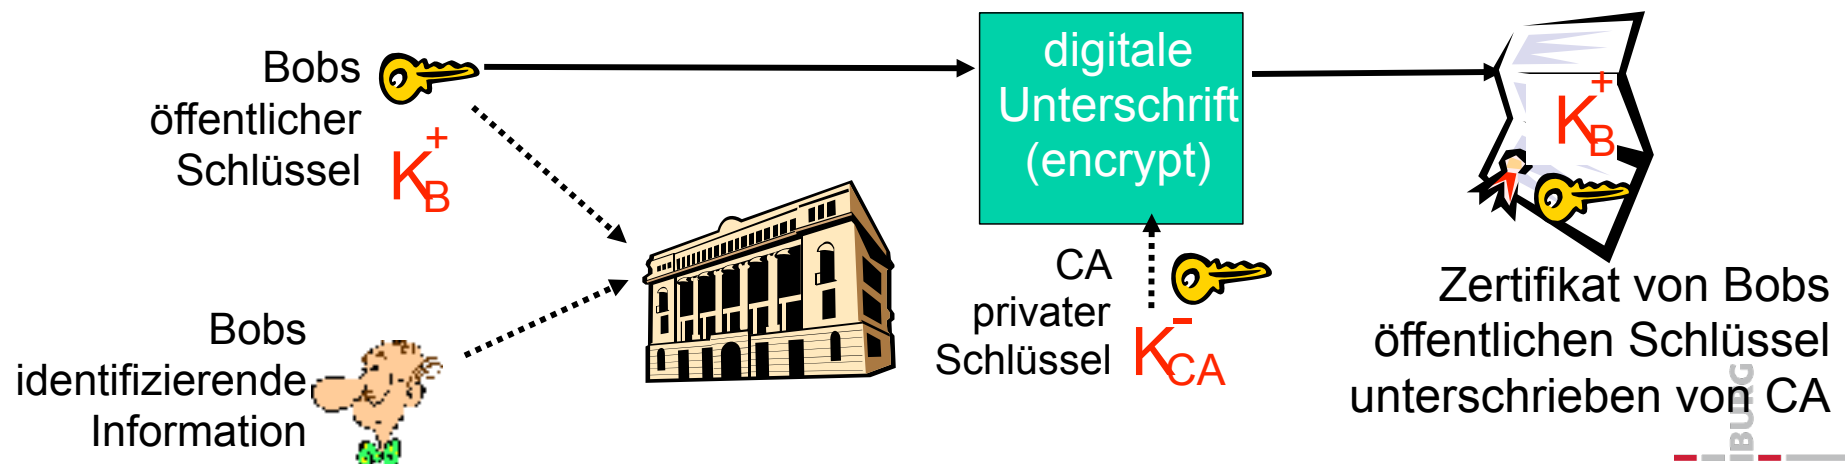 Bobs
öffentlicher
Schlüssel
K+B
digitale
Unterschrift
(encrypt)
K+B
CA
privater
Schlüssel
K-CA
Bobs
identifizierende
Information
Zertifikat von Bobs
öffentlichen Schlüssel
unterschrieben von CA
IBURG